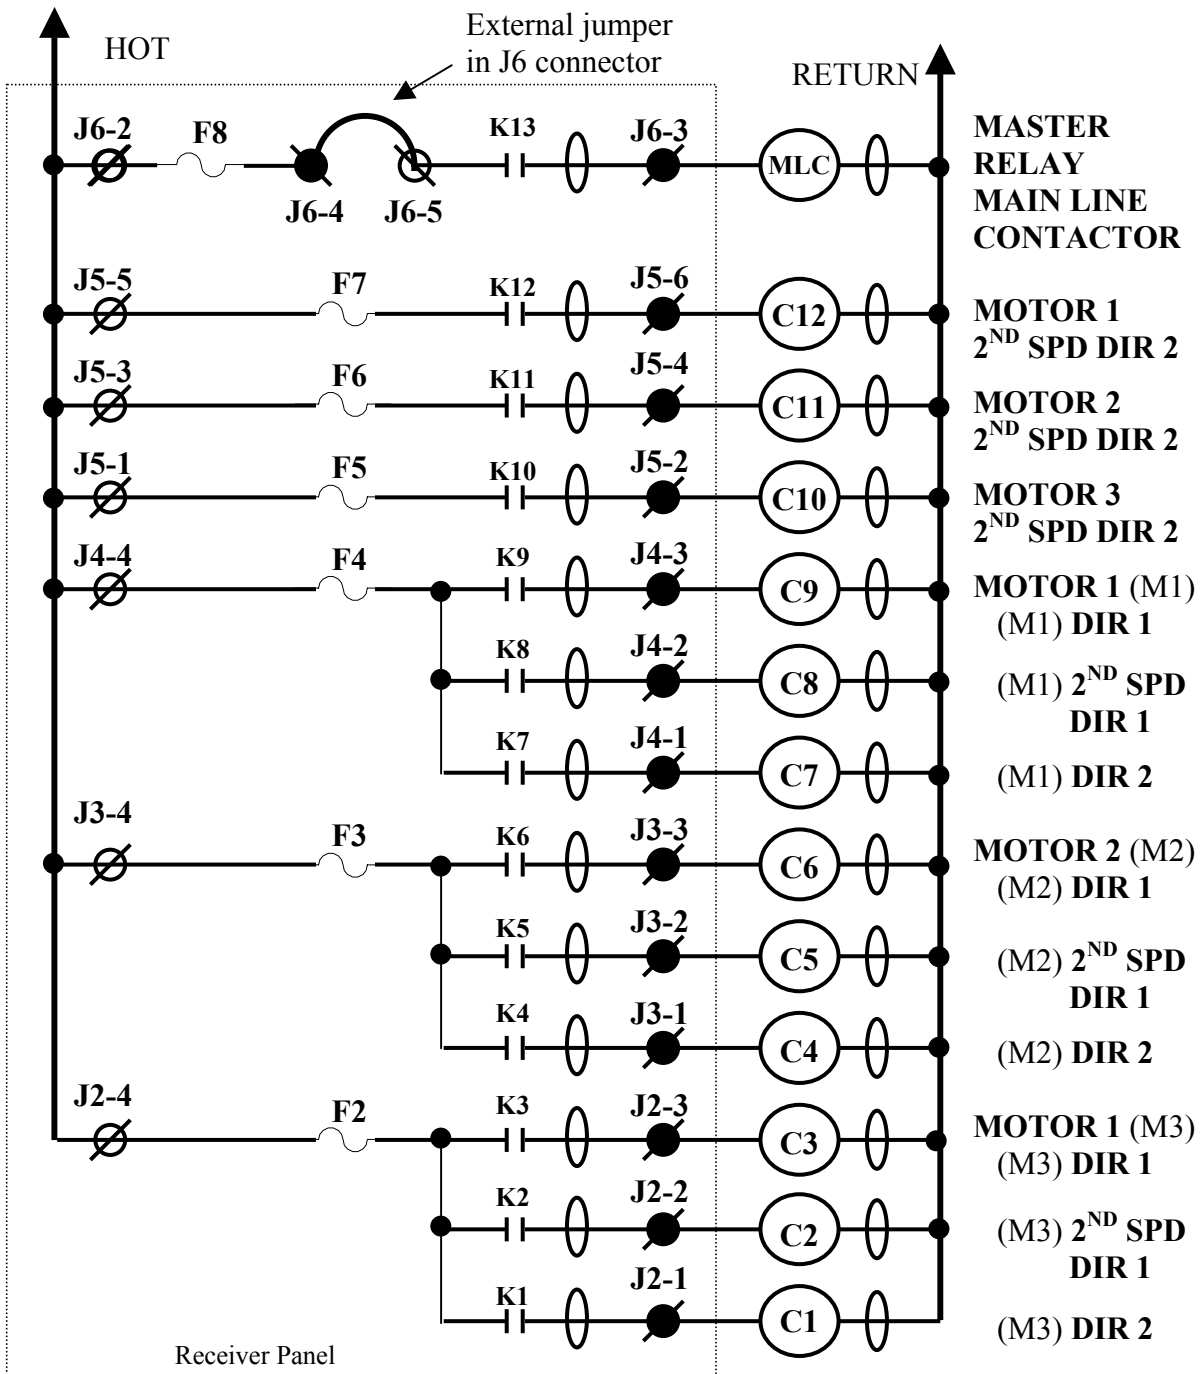 HOT
External jumper
in J6 connector
RETURN
J6-2 F8 J6-4 J6-5 K13 J6-3 MLC
MASTER
RELAY
MAIN LINE
CONTACTOR
J5-5 F7 K12 J5-6 C12
MOTOR 1
2ND SPD DIR 2
J5-3 F6 K11 J5-4 C11
MOTOR 2
2ND SPD DIR 2
J5-1 F5 K10 J5-2 C10
MOTOR 3
2ND SPD DIR 2
J4-4 F4 K9 J4-3 C9
MOTOR 1 (M1)
(M1) DIR 1
K8 J4-2 C8
(M1) 2ND SPD
DIR 1
K7 J4-1 C7
(M1) DIR 2
J3-4 F3 K6 J3-3 C6
MOTOR 2 (M2)
(M2) DIR 1
K5 J3-2 C5
(M2) 2ND SPD
DIR 1
K4 J3-1 C4
(M2) DIR 2
J2-4 F2 K3 J2-3 C3
MOTOR 1 (M3)
(M3) DIR 1
K2 J2-2 C2
(M3) 2ND SPD
DIR 1
K1 J2-1 C1
(M3) DIR 2
Receiver Panel